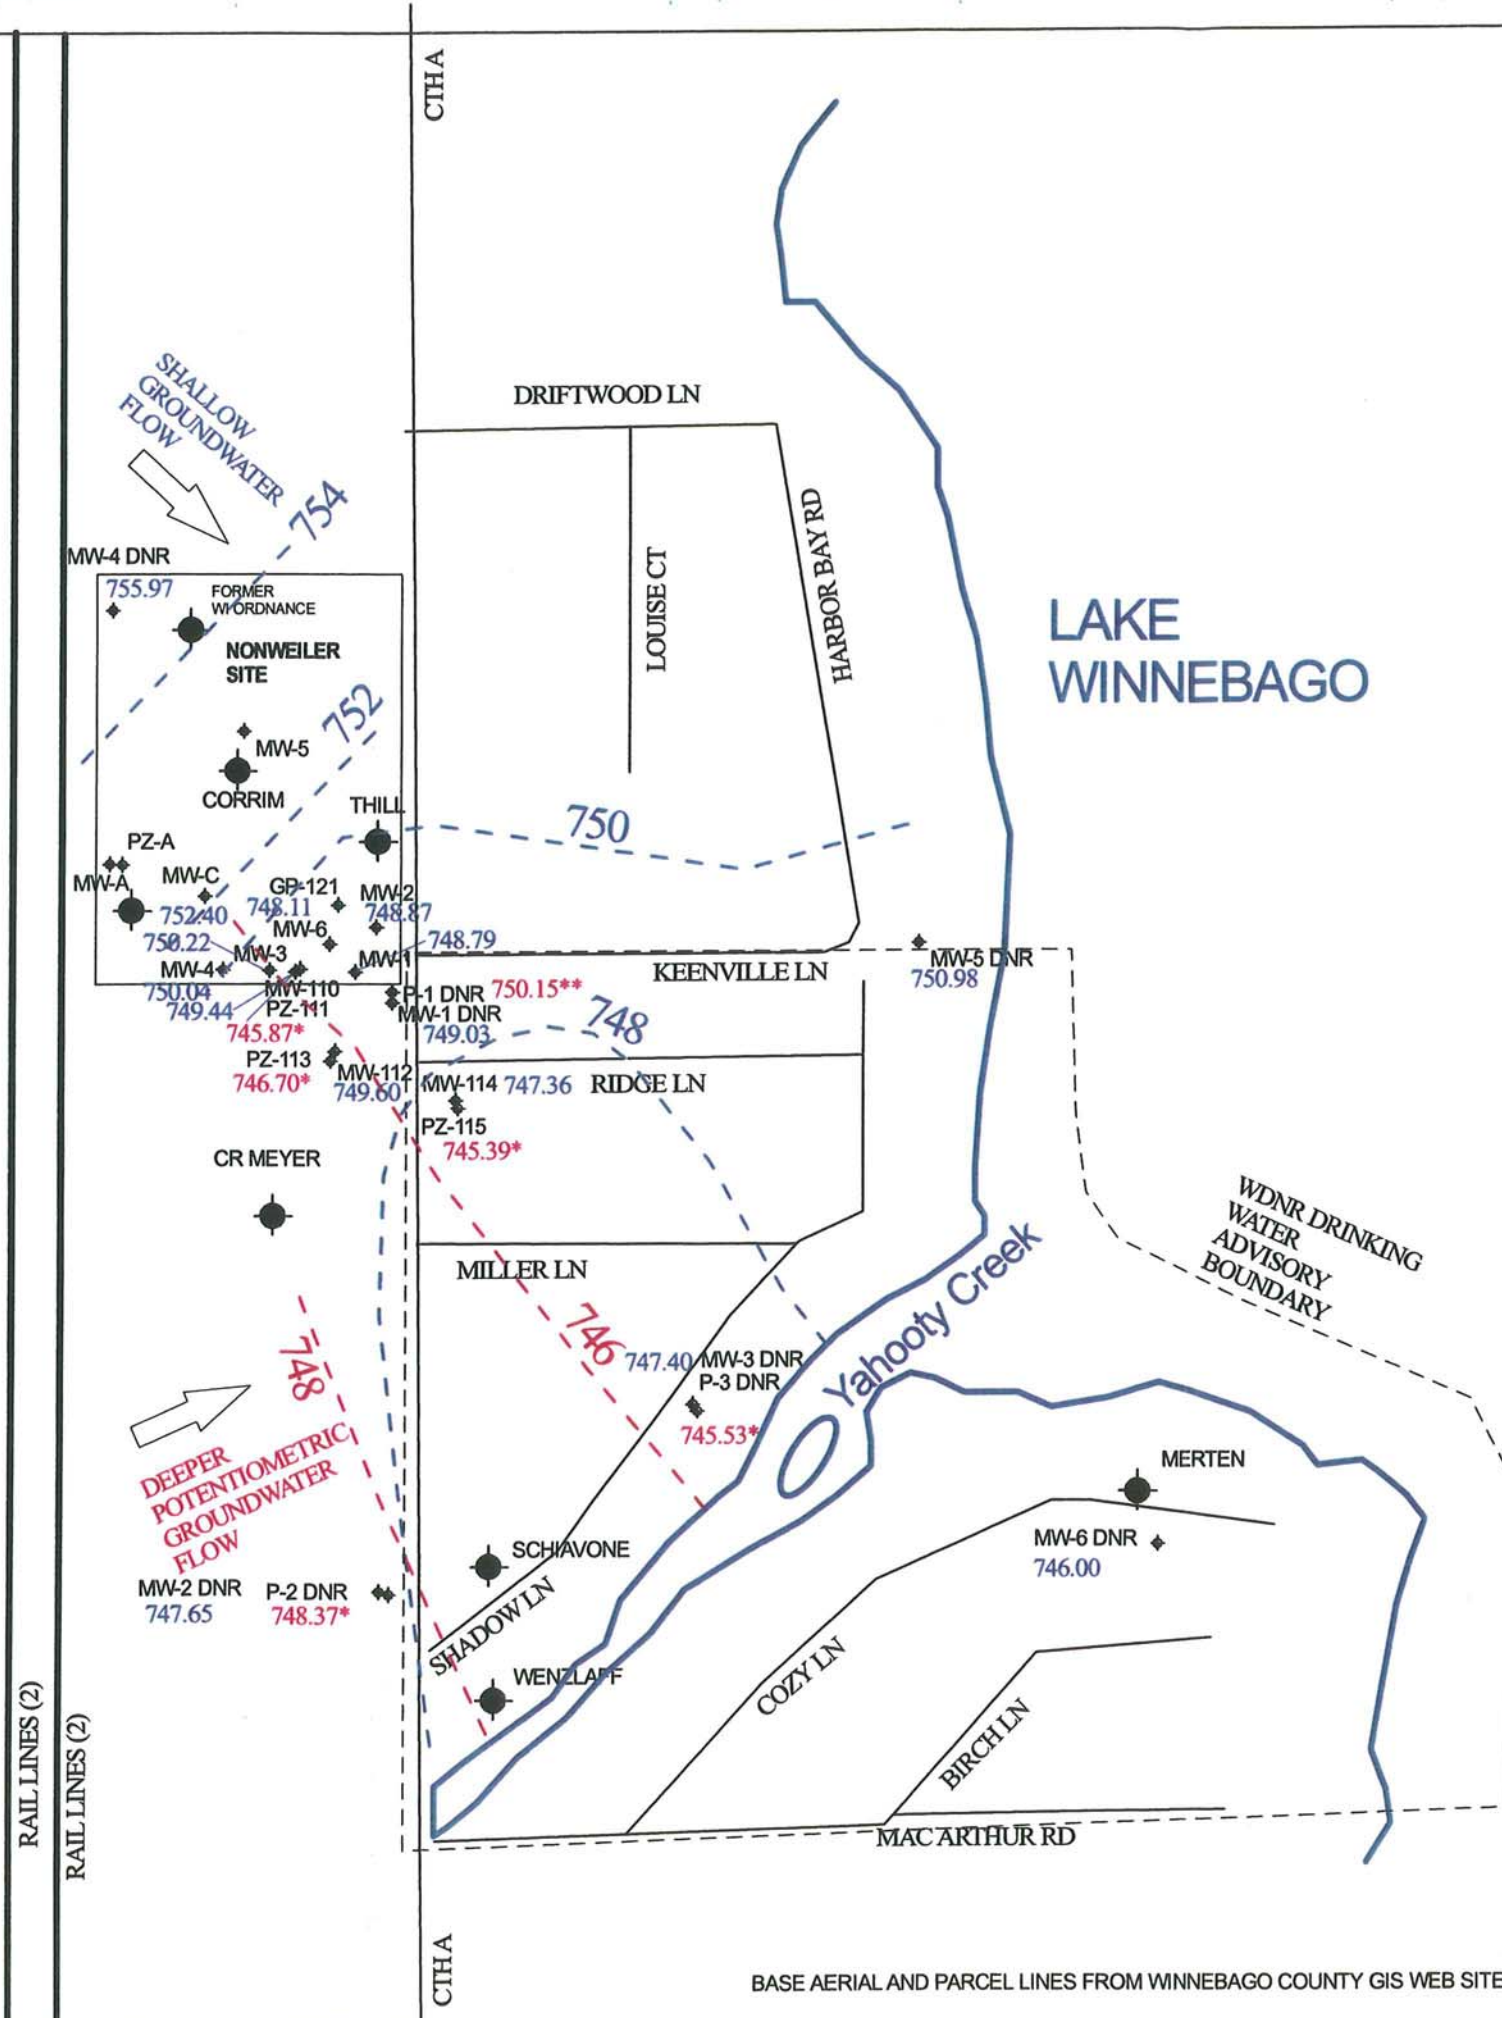 CTH A
SHALLOW
GROUNDWATER
FLOW
754
DRIFTWOOD LN
LOUISE CT
HARBOR BAY RD
LAKE
WINNEBAGO
MW-4 DNR
755.97
FORMER
WI ORDNANCE
NONWEILER
SITE
752
MW-5
CORRIM
THILL
750
PZ-A
MW-A
MW-C
752.40
GP-121
748.11
MW-2
748.87
MW-6
750.22
MW-3
MW-1
748.79
MW-4
750.04
MW-110
749.44
PZ-111
745.87*
KEENVILLE LN
MW-5 DNR
750.98
P-1 DNR
750.15**
MW-1 DNR
749.03
748
PZ-113
746.70*
MW-112
749.60
MW-114
747.36
RIDGE LN
PZ-115
745.39*
CR MEYER
MILLER LN
WDNR DRINKING
WATER
ADVISORY
BOUNDARY
Yahooty Creek
748
746
747.40
MW-3 DNR
P-3 DNR
745.53*
DEEPER
POTENTIOMETRIC
GROUNDWATER
FLOW
MERTEN
MW-6 DNR
746.00
SCHIAVONE
MW-2 DNR
747.65
P-2 DNR
748.37*
SHADOW LN
WENZLAFF
COZY LN
BIRCH LN
MAC ARTHUR RD
RAIL LINES (2)
RAIL LINES (2)
CTH A
BASE AERIAL AND PARCEL LINES FROM WINNEBAGO COUNTY GIS WEB SITE